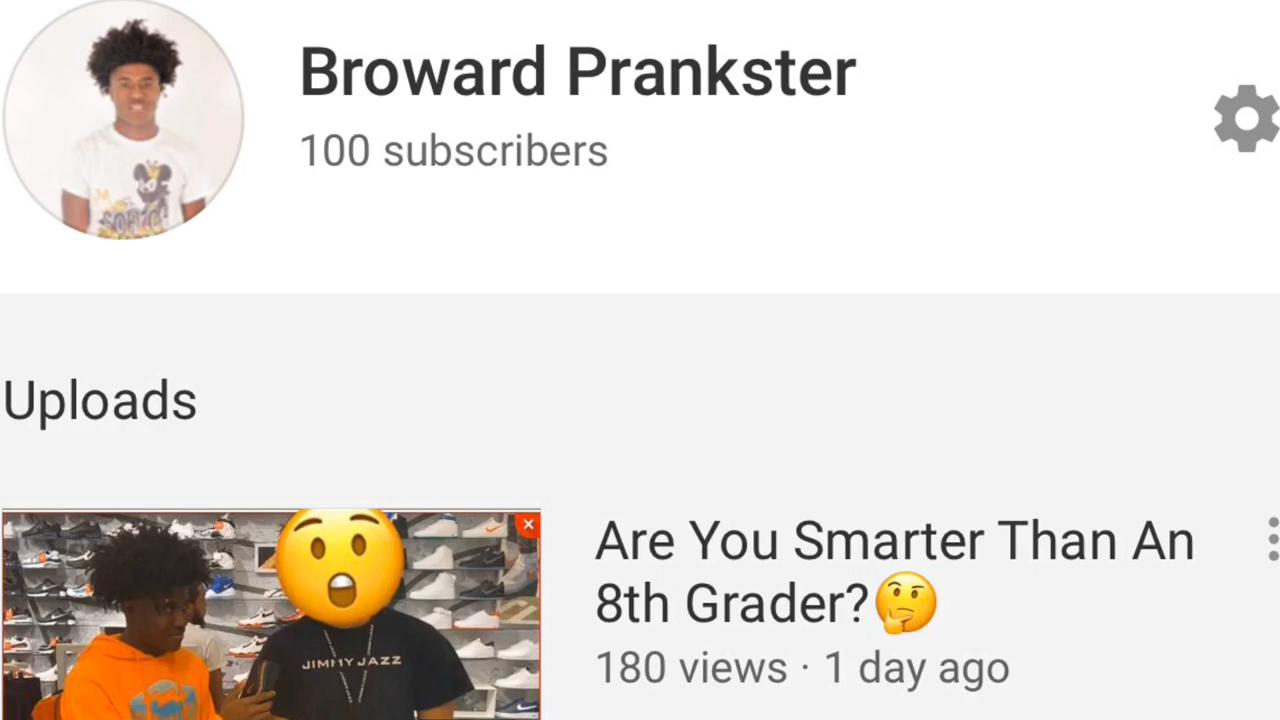 Broward Prankster
100 subscribers
Uploads
Are You Smarter Than An
8th Grader?🤔
180 views · 1 day ago
JIMMY JAZZ